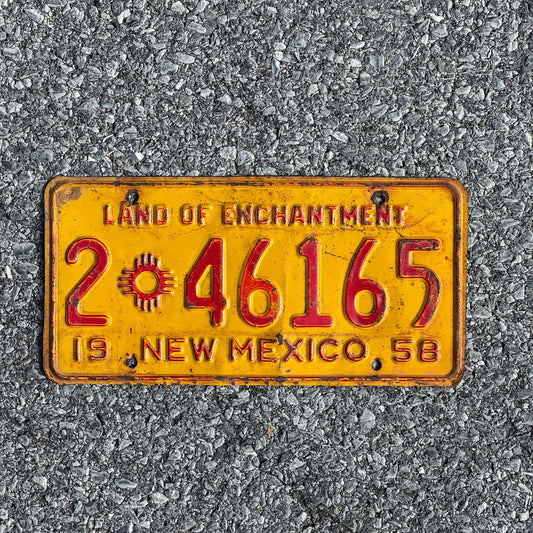 LAND OF ENCHANTMENT
2 46165
19 NEW MEXICO 58